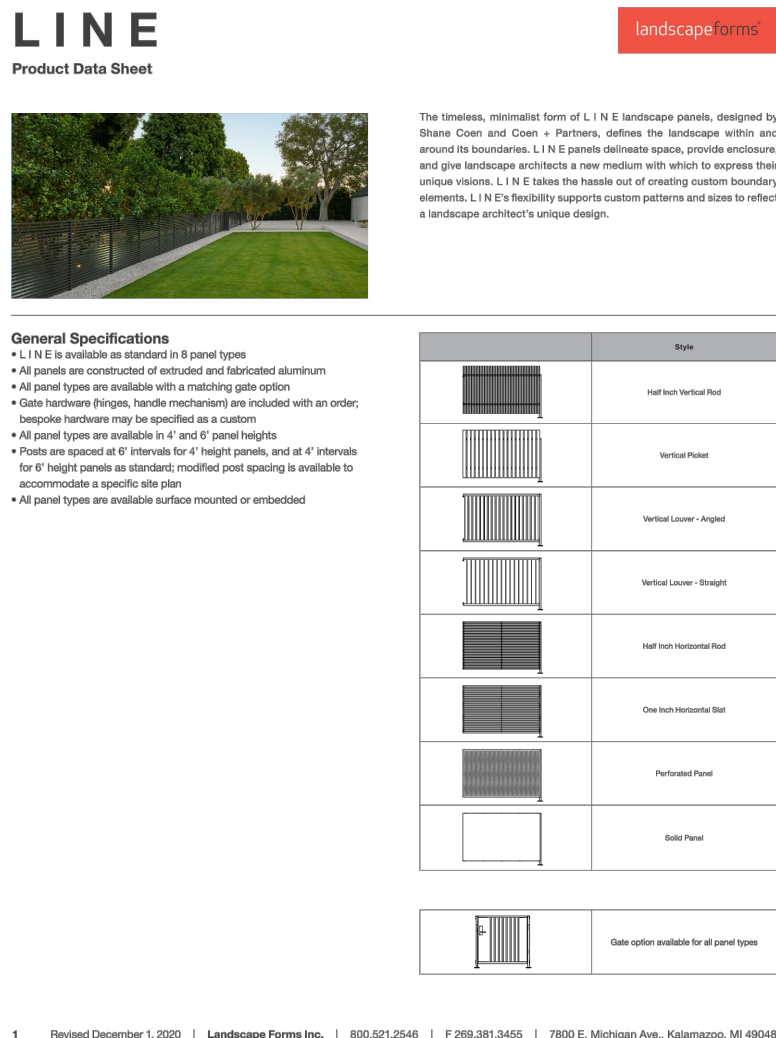 L I N E
landscapeforms®
Product Data Sheet
The timeless, minimalist form of L I N E landscape panels, designed by
Shane Coen and Coen + Partners, defines the landscape within and
around its boundaries. L I N E panels delineate space, provide enclosure,
and give landscape architects a new medium with which to express their
unique visions. L I N E takes the hassle out of creating custom boundary
elements. L I N E's flexibility supports custom patterns and sizes to reflect
a landscape architect's unique design.
General Specifications
• L I N E is available as standard in 8 panel types
• All panels are constructed of extruded and fabricated aluminum
• All panel types are available with a matching gate option
• Gate hardware (hinges, handle mechanism) are included with an order;
bespoke hardware may be specified as a custom
• All panel types are available in 4' and 6' panel heights
• Posts are spaced at 6' intervals for 4' height panels, and at 4' intervals
for 6' height panels as standard; modified post spacing is available to
accommodate a specific site plan
• All panel types are available surface mounted or embedded
Style
Half Inch Vertical Rod
Vertical Picket
Vertical Louver - Angled
Vertical Louver - Straight
Half Inch Horizontal Rod
One Inch Horizontal Slat
Perforated Panel
Solid Panel
Gate option available for all panel types
1 Revised December 1, 2020 | Landscape Forms Inc. | 800.521.2546 | F 269.381.3455 | 7800 E. Michigan Ave., Kalamazoo, MI 49048